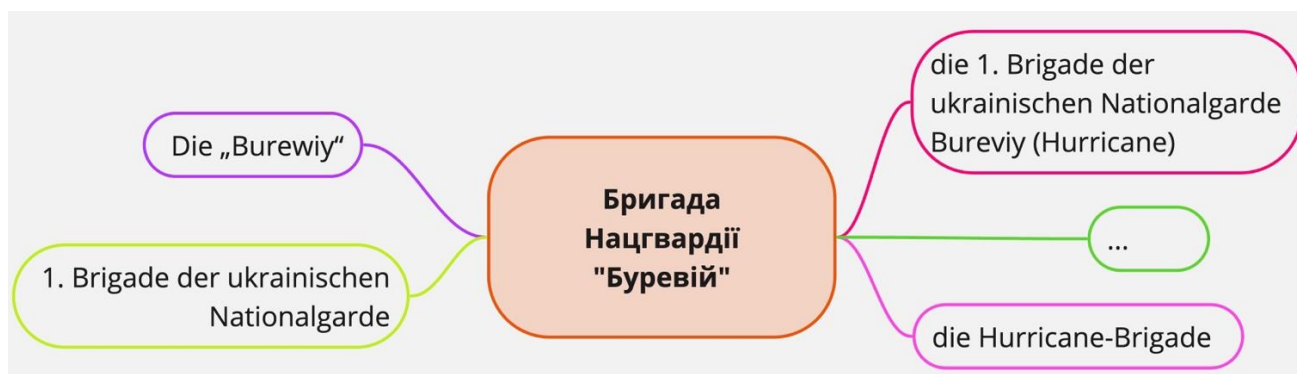 Die „Burewiy“
1. Brigade der ukrainischen
Nationalgarde
Бригада
Нацгвардії
"Буревій"
die 1. Brigade der
ukrainischen Nationalgarde
Bureviy (Hurricane)
...
die Hurricane-Brigade